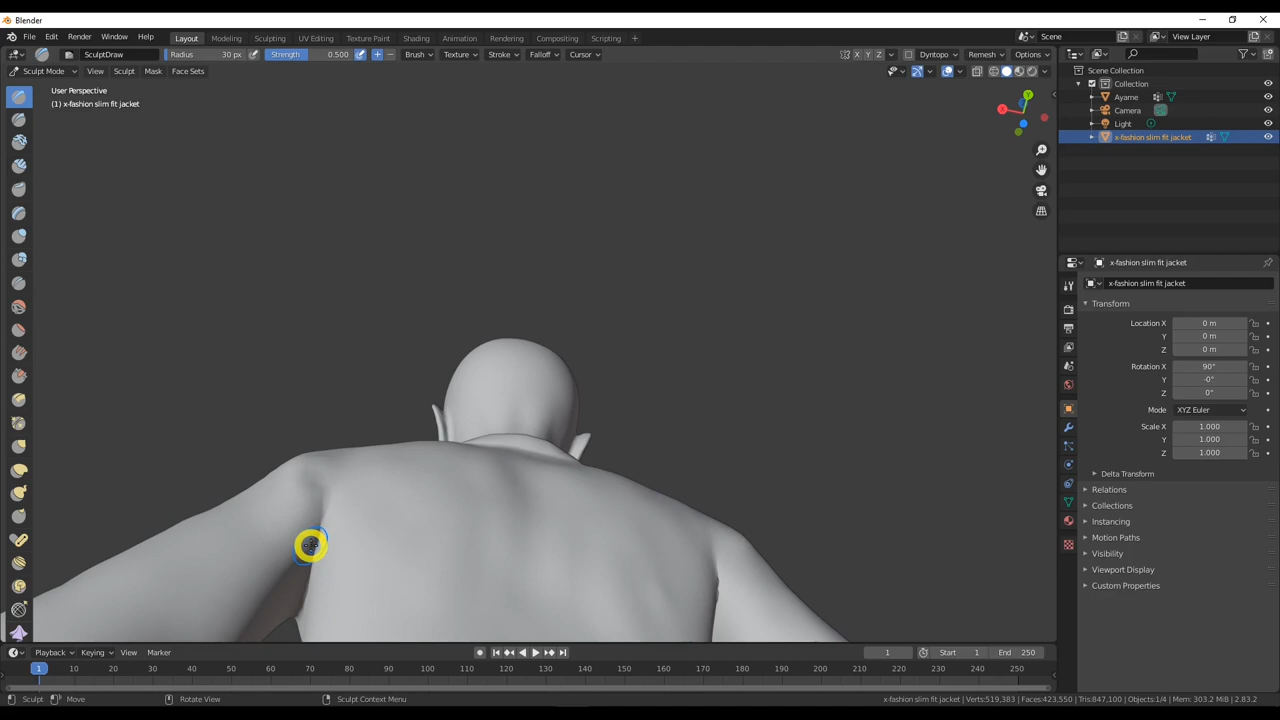 Blender
File Edit Render Window Help Layout Modeling Sculpting UV Editing Texture Paint Shading Animation Rendering Compositing Scripting + Scene View Layer
SculptDraw Radius 30 px Strength 0.500 Brush Texture Stroke Falloff Cursor X Y Z Dyntopo Remesh Options
Sculpt Mode View Sculpt Mask Face Sets
User Perspective
(1) x-fashion slim fit jacket
X
Y
Scene Collection
Collection
Ayame
Camera
Light
x-fashion slim fit jacket
x-fashion slim fit jacket
x-fashion slim fit jacket
Transform
Location X 0 m
Y 0 m
Z 0 m
Rotation X 90°
Y -0°
Z 0°
Mode XYZ Euler
Scale X 1.000
Y 1.000
Z 1.000
Delta Transform
Relations
Collections
Instancing
Motion Paths
Visibility
Viewport Display
Custom Properties
Playback Keying View Marker 1 Start 1 End 250
1 10 20 30 40 50 60 70 80 90 100 110 120 130 140 150 160 170 180 190 200 210 220 230 240 250
Sculpt Move Rotate View Sculpt Context Menu x-fashion slim fit jacket | Verts:519,383 | Faces:423,550 | Tris:847,100 | Objects:1/4 | Mem: 303.2 MiB | 2.83.2